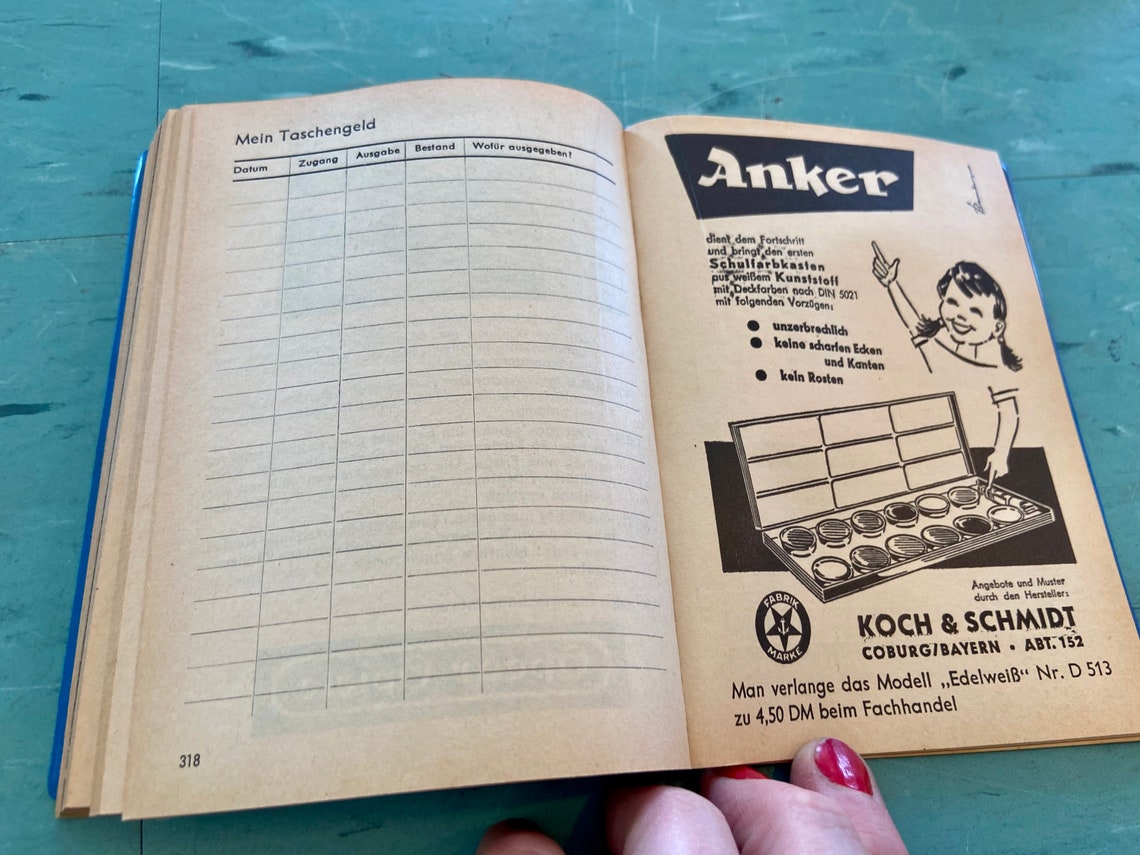 Mein Taschengeld
Datum Zugang Ausgabe Bestand Wofür ausgegeben?
318
Anker
dient dem Fortschritt
und bringt den ersten
Schulfarbkasten
aus weißem Kunststoff
mit Deckfarben nach DIN 5021
mit folgenden Vorzügen:
● unzerbrechlich
● keine scharfen Ecken
und Kanten
● kein Rosten
Angebote und Muster
durch den Hersteller:
FABRIK
MARKE
KOCH & SCHMIDT
COBURG/BAYERN • ABT. 152
Man verlange das Modell „Edelweiß“ Nr. D 513
zu 4,50 DM beim Fachhandel